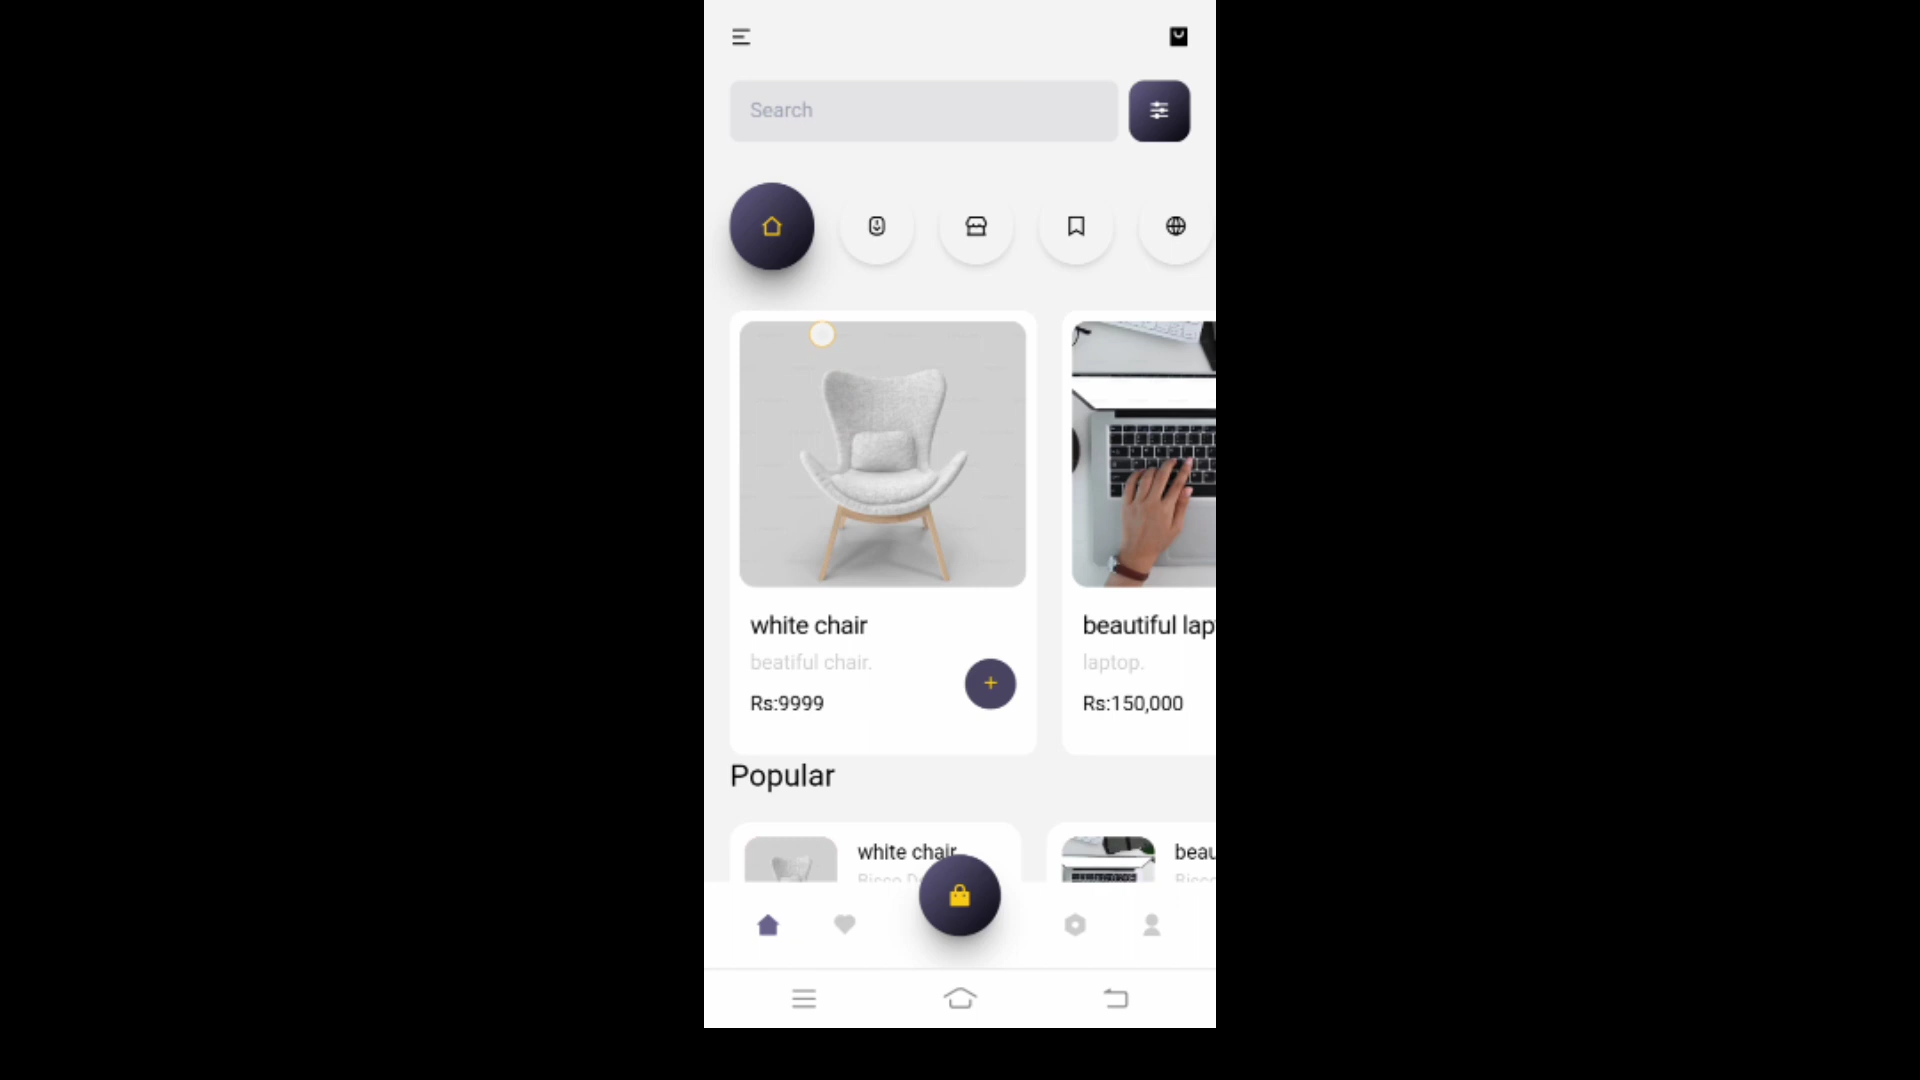 Search
white chair
beatiful chair.
Rs:9999
beautiful lap
laptop.
Rs:150,000
Popular
white chair
beau